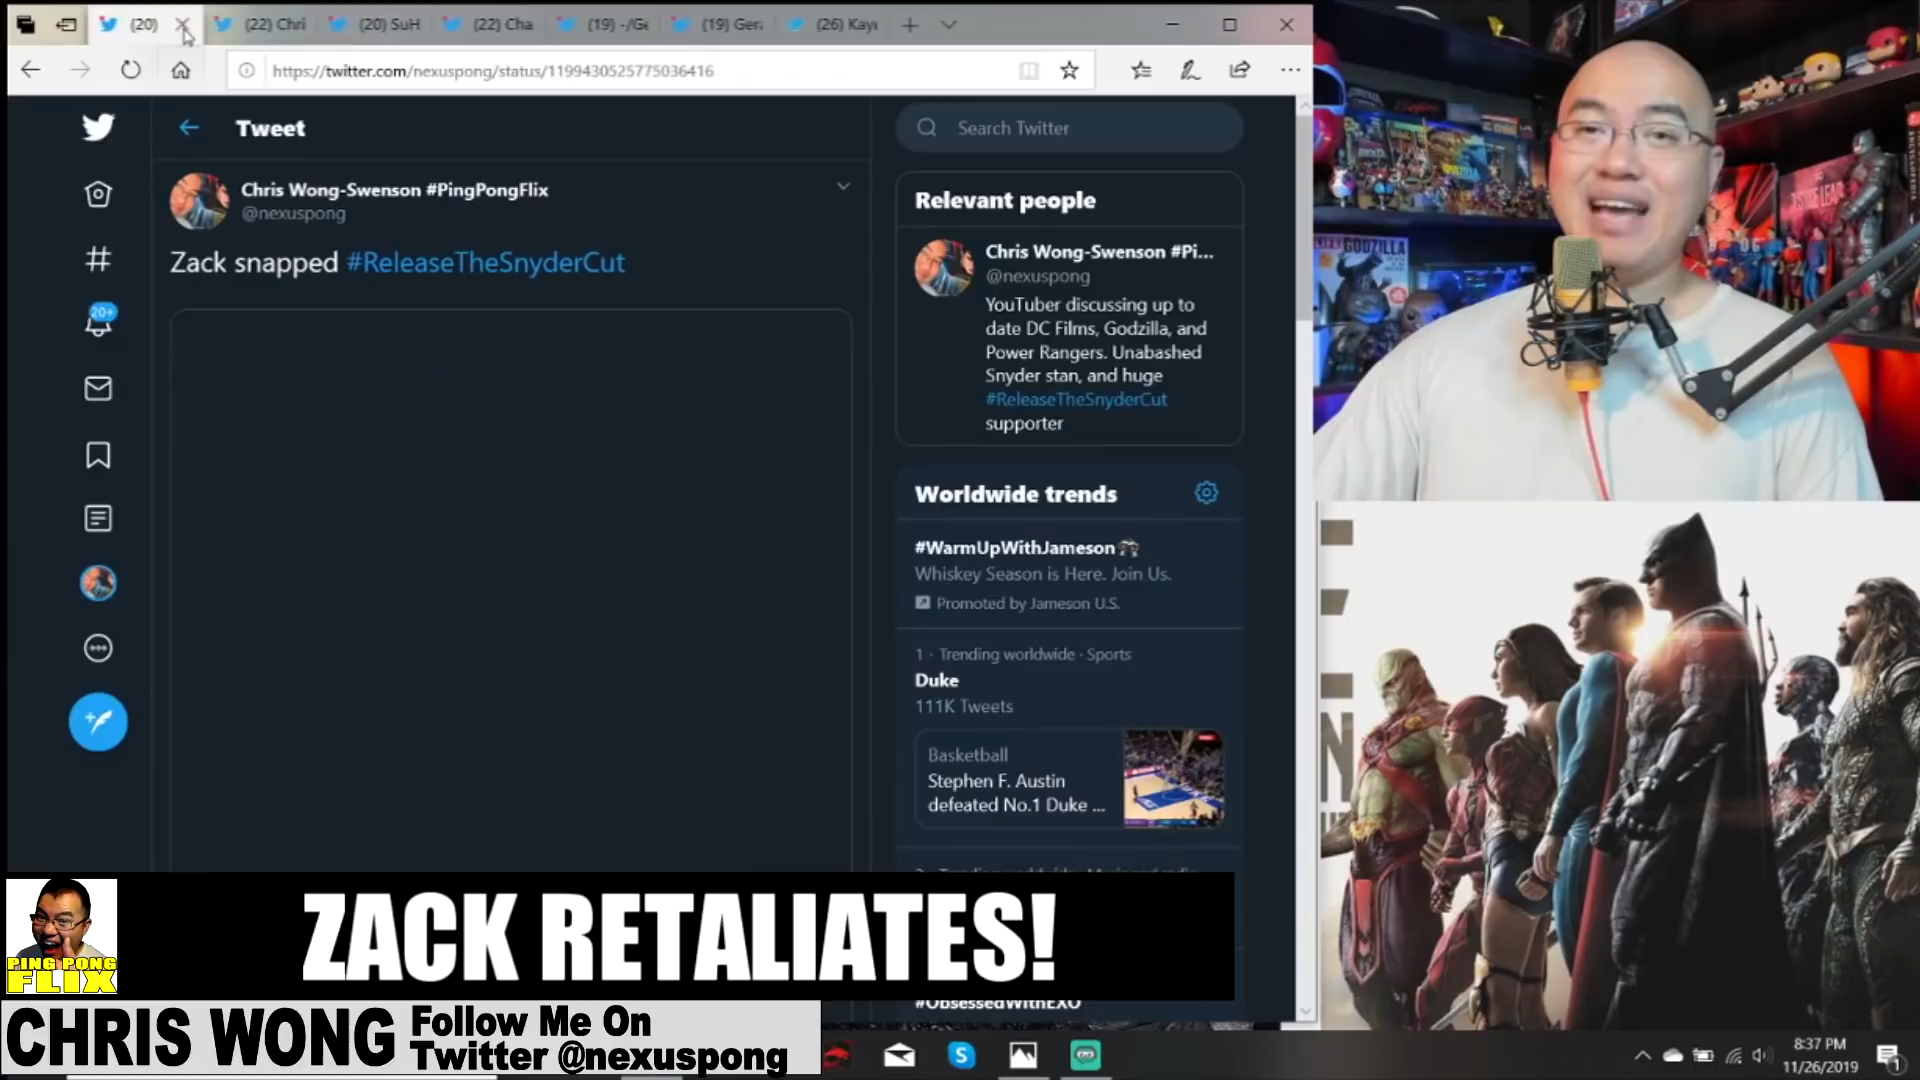 (20)
(22) Chri
(20) SuH
(22) Cha
(19) -/Ge
(19) Gera
(26) Kay
https://twitter.com/nexuspong/status/1199430525775036416
Tweet
Search Twitter
Chris Wong-Swenson #PingPongFlix
@nexuspong
Zack snapped #ReleaseTheSnyderCut
20+
Relevant people
Chris Wong-Swenson #Pi...
@nexuspong
YouTuber discussing up to
date DC Films, Godzilla, and
Power Rangers. Unabashed
Snyder stan, and huge
#ReleaseTheSnyderCut
supporter
Worldwide trends
#WarmUpWithJameson
Whiskey Season is Here. Join Us.
Promoted by Jameson U.S.
1 · Trending worldwide · Sports
Duke
111K Tweets
Basketball
Stephen F. Austin
defeated No.1 Duke ...
#ObsessedWithEXO
GODZILLA
ZACK RETALIATES!
PING PONG
FLIX
CHRIS WONG
Follow Me On
Twitter @nexuspong
8:37 PM
11/26/2019
1